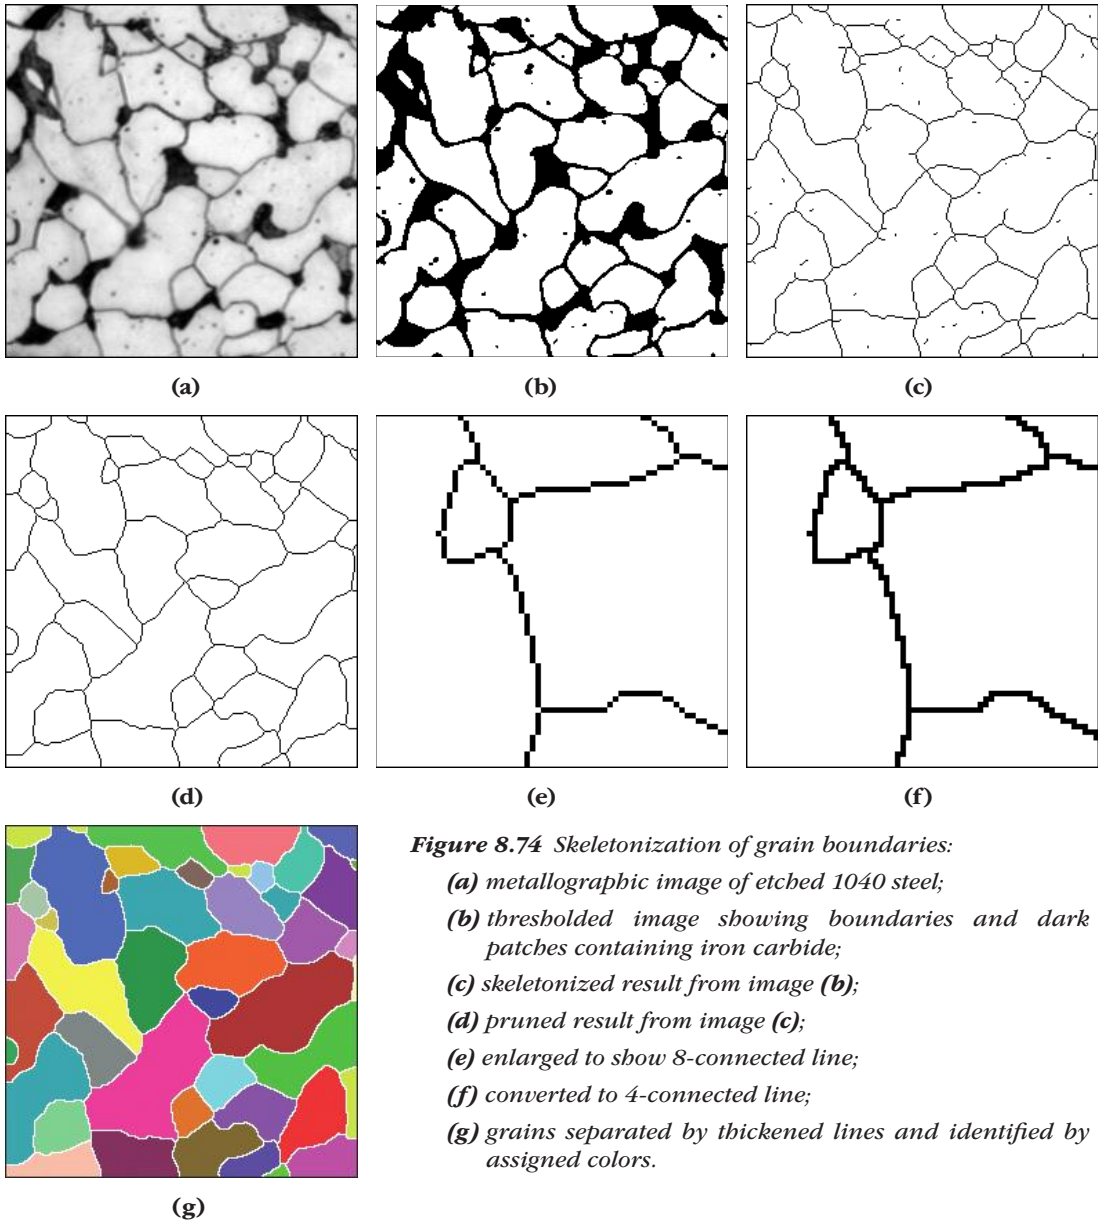 (a)
(b)
(c)
(d)
(e)
(f)
(g)
Figure 8.74 Skeletonization of grain boundaries:
(a) metallographic image of etched 1040 steel;
(b) thresholded image showing boundaries and dark
patches containing iron carbide;
(c) skeletonized result from image (b);
(d) pruned result from image (c);
(e) enlarged to show 8-connected line;
(f) converted to 4-connected line;
(g) grains separated by thickened lines and identified by
assigned colors.